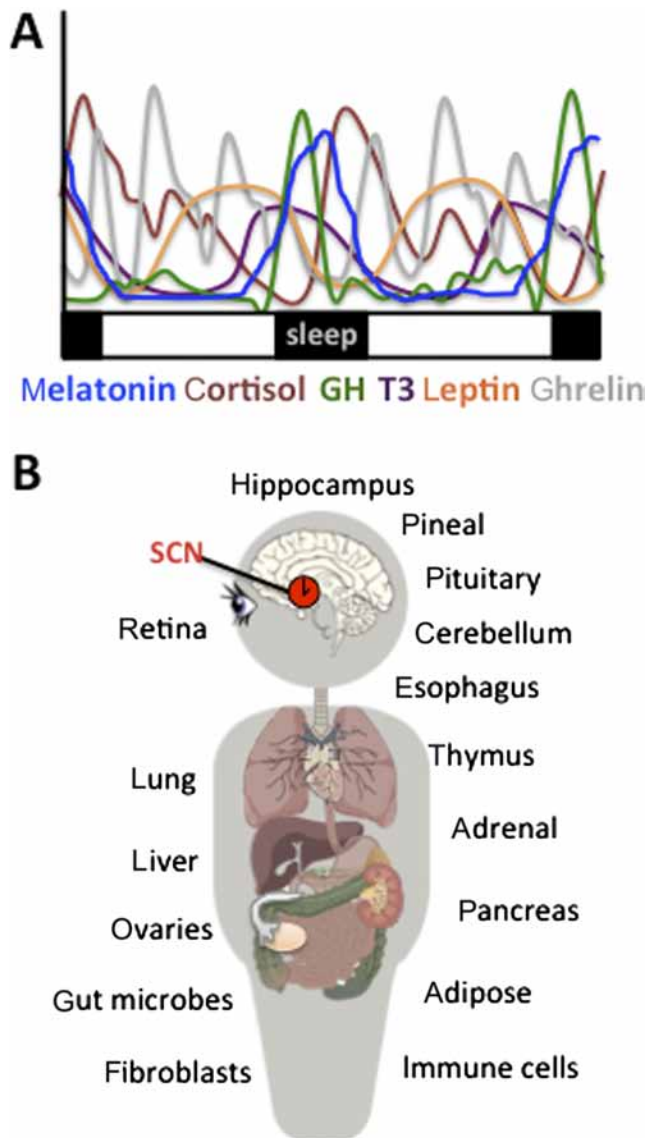 A
sleep
Melatonin Cortisol GH T3 Leptin Ghrelin
B
Hippocampus
Pineal
SCN
Pituitary
Retina
Cerebellum
Esophagus
Thymus
Lung
Adrenal
Liver
Pancreas
Ovaries
Adipose
Gut microbes
Immune cells
Fibroblasts